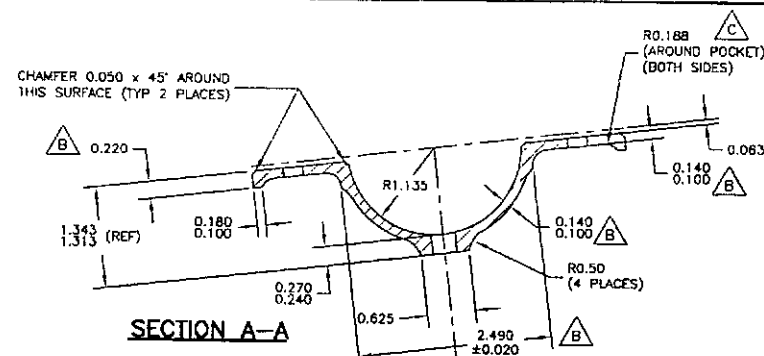 R0.188 C
(AROUND POCKET)
(BOTH SIDES)
CHAMFER 0.050 x 45° AROUND
THIS SURFACE (TYP 2 PLACES)
B 0.220
0.063
R1.135
0.140
0.100 B
1.343
1.313 (REF)
0.180
0.100
0.140
0.100 B
R0.50
(4 PLACES)
0.270
0.240
0.625
2.490
±0.020 B
SECTION A-A